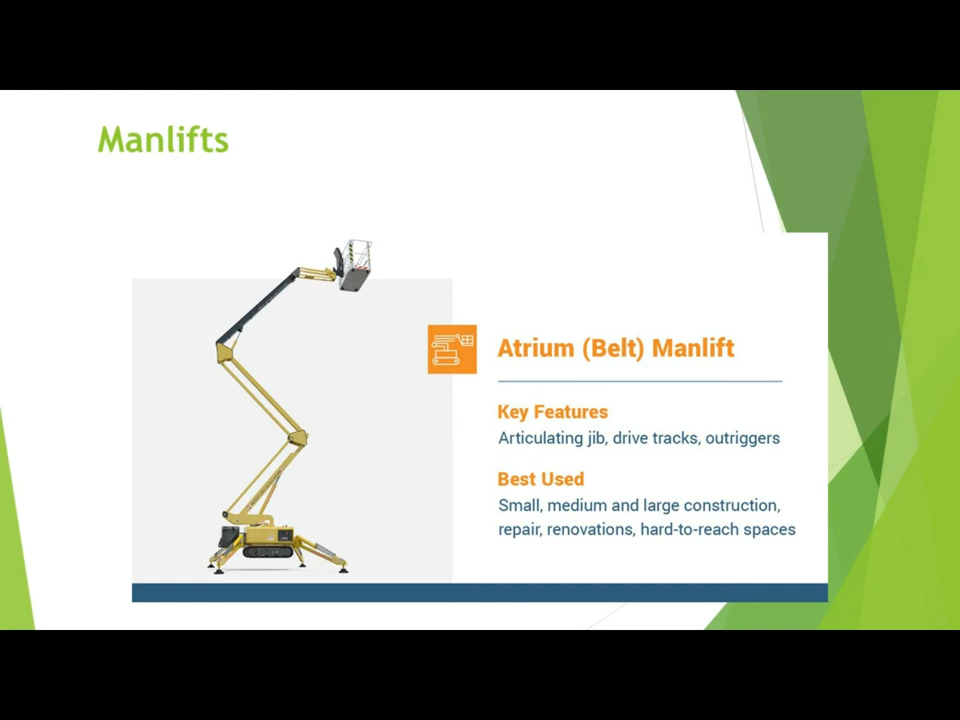 Manlifts
Atrium (Belt) Manlift
Key Features
Articulating jib, drive tracks, outriggers
Best Used
Small, medium and large construction,
repair, renovations, hard-to-reach spaces